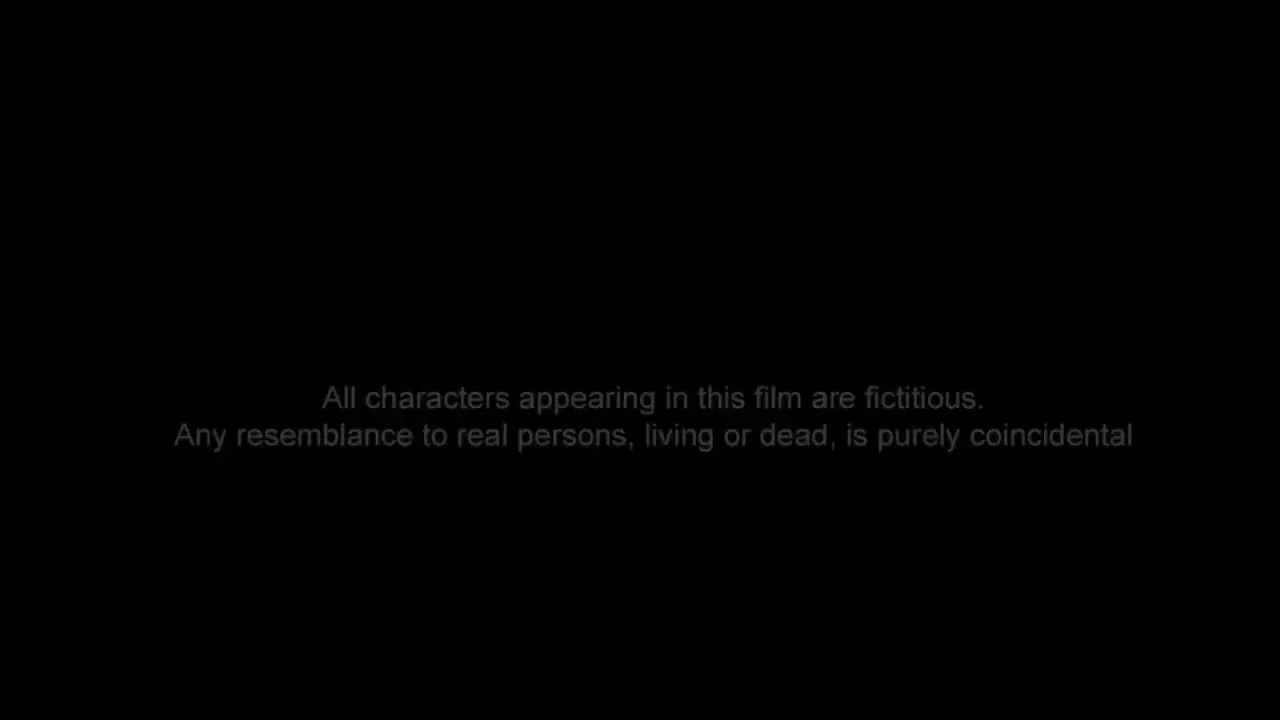 All characters appearing in this film are fictitious.
Any resemblance to real persons, living or dead, is purely coincidental